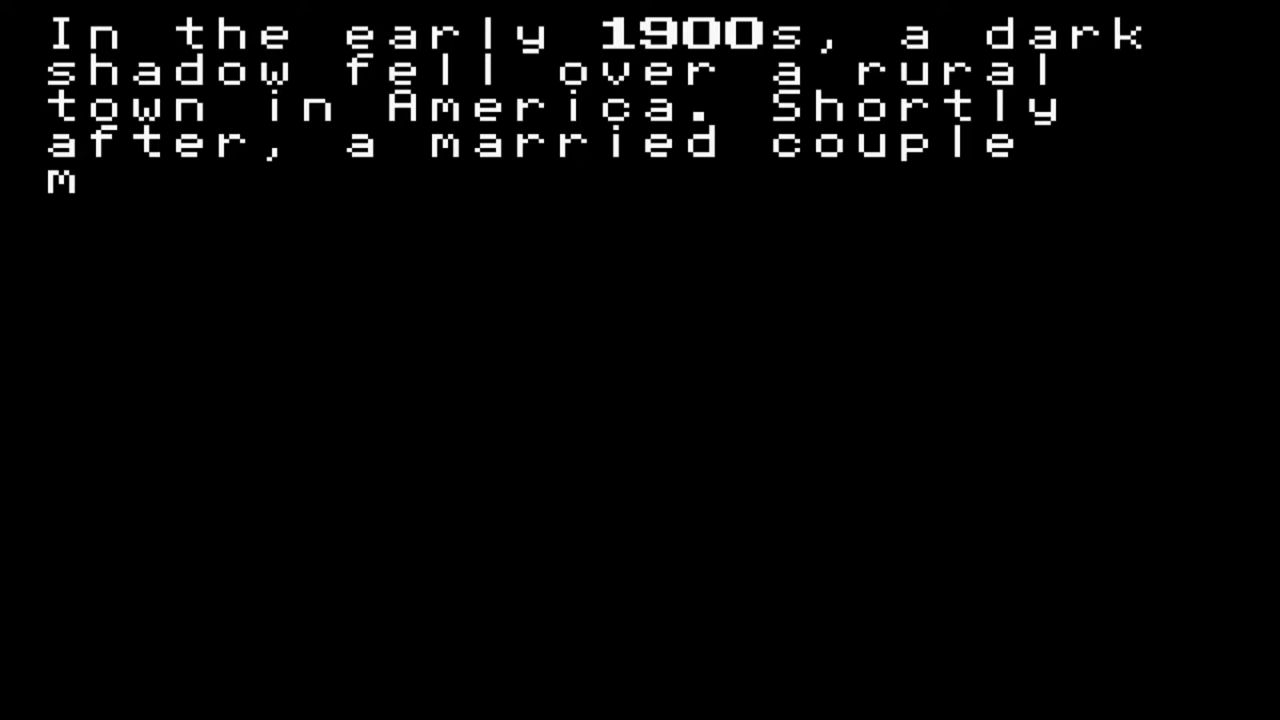 In the early 1900s, a dark
shadow fell over a rural
town in America. Shortly
after, a married couple
m